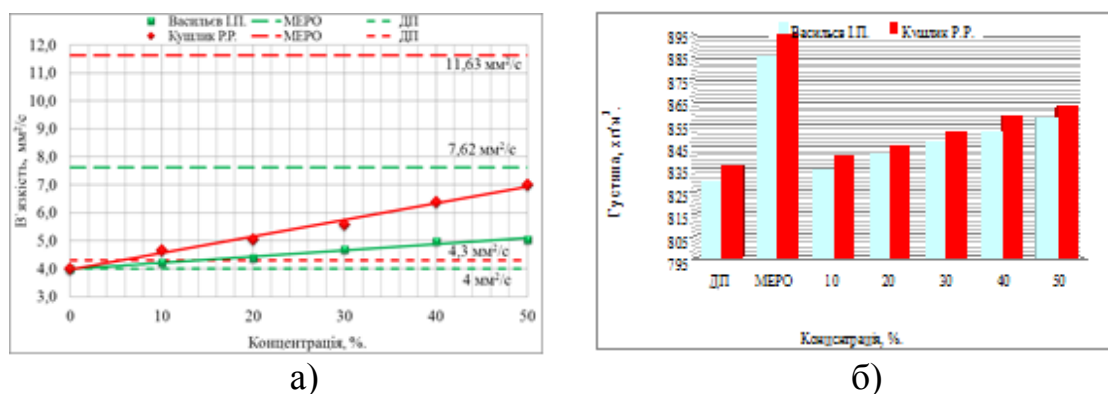 Васильєв І.П. МЕРО ДП
Кушлик Р.Р. МЕРО ДП
12,0
11,0
10,0
9,0
8,0
7,0
6,0
5,0
4,0
3,0
В`язкість, мм²/с
11,63 мм²/с
7,62 мм²/с
4,3 мм²/с
4 мм²/с
0 10 20 30 40 50
Концентрація, %.
а)
Васильєв І.П. Кушлик Р.Р.
895
885
875
865
855
845
835
825
815
805
795
Густина,
ДП МЕРО 10 20 30 40 50
Концентрація, %.
б)